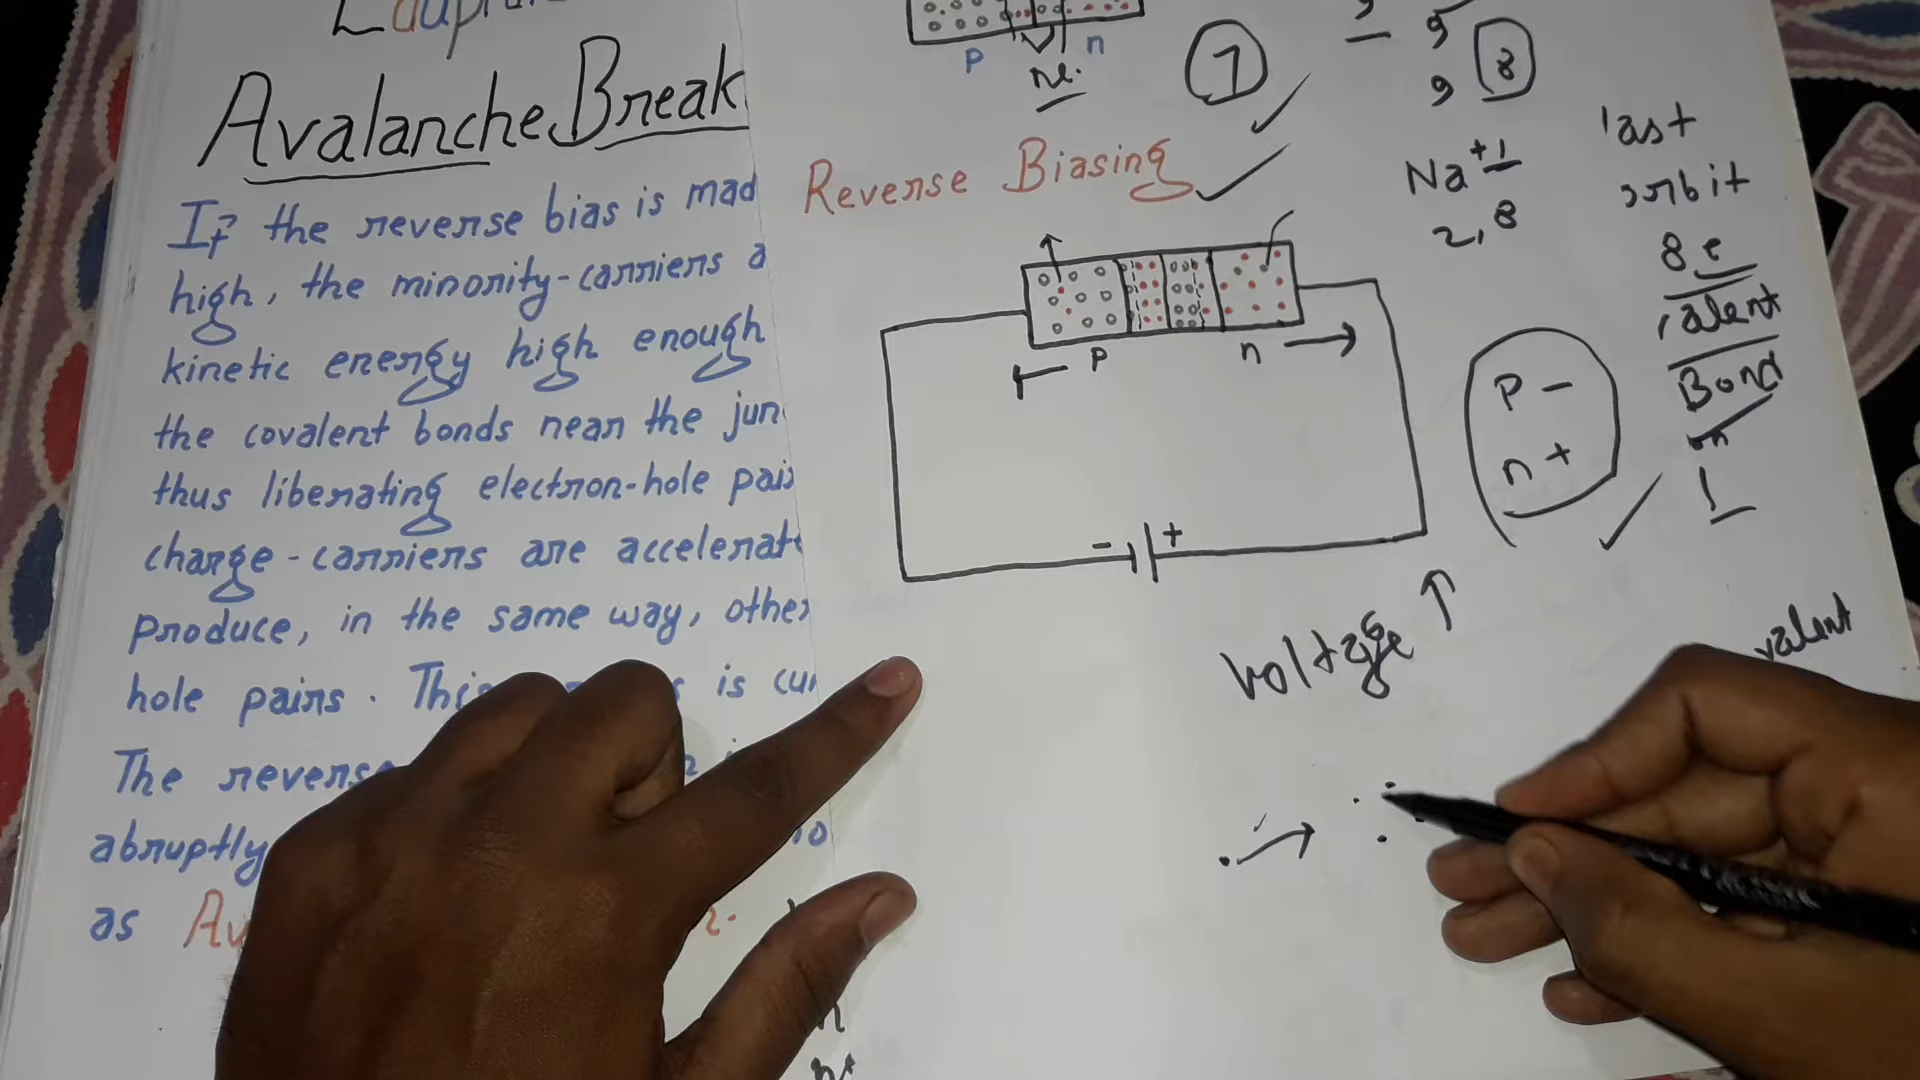 Avalanche Break
If the reverse bias is mad
high, the minority-carriers a
kinetic energy high enough
the covalent bonds near the jun
thus liberating electron-hole pai
charge-carriers are accelerat
produce, in the same way, other
hole pairs. This is cu
The revers
abruptly
as
P n
7
8
Reverse Biasing
Na+1
2,8
last
orbit
8 e
valent
Bond
P n
P -
n +
- +
voltage ↑
valent